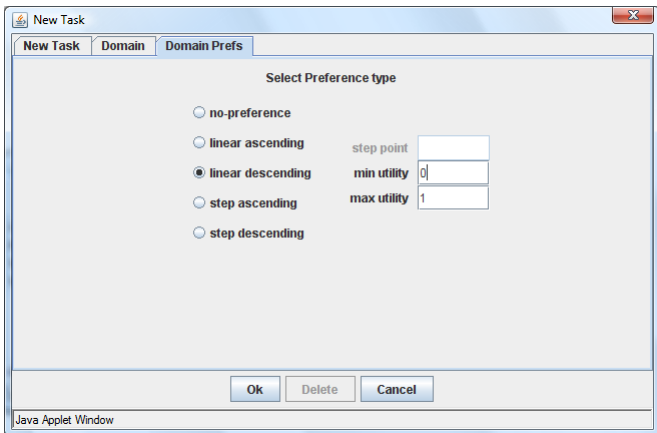 New Task
New Task Domain Domain Prefs
Select Preference type
no-preference
linear ascending
linear descending
step ascending
step descending
step point
min utility 0
max utility 1
Ok Delete Cancel
Java Applet Window